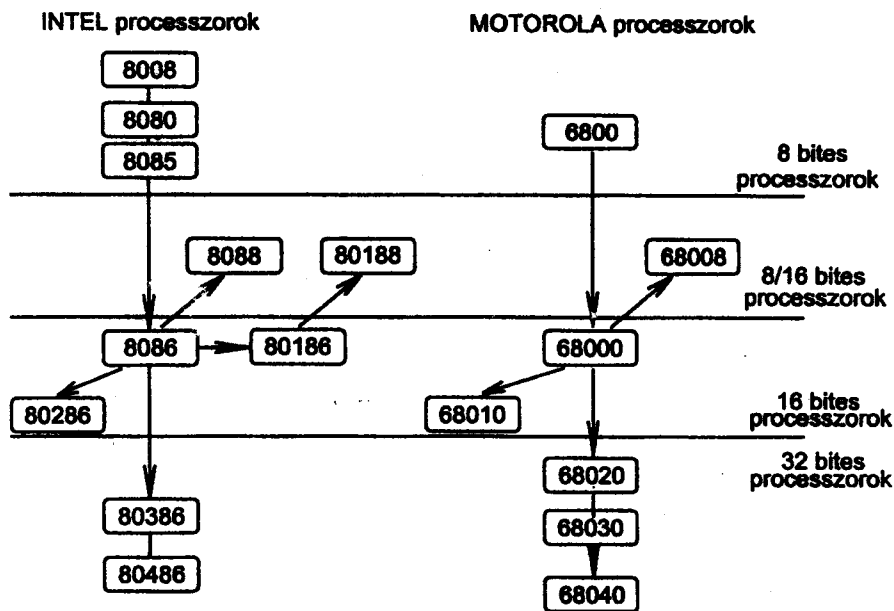 INTEL processzorok
MOTOROLA processzorok
8008
8080
8085
6800
8 bites
processzorok
8088
80188
68008
8/16 bites
processzorok
8086
80186
68000
80286
68010
16 bites
processzorok
32 bites
processzorok
68020
80386
68030
80486
68040